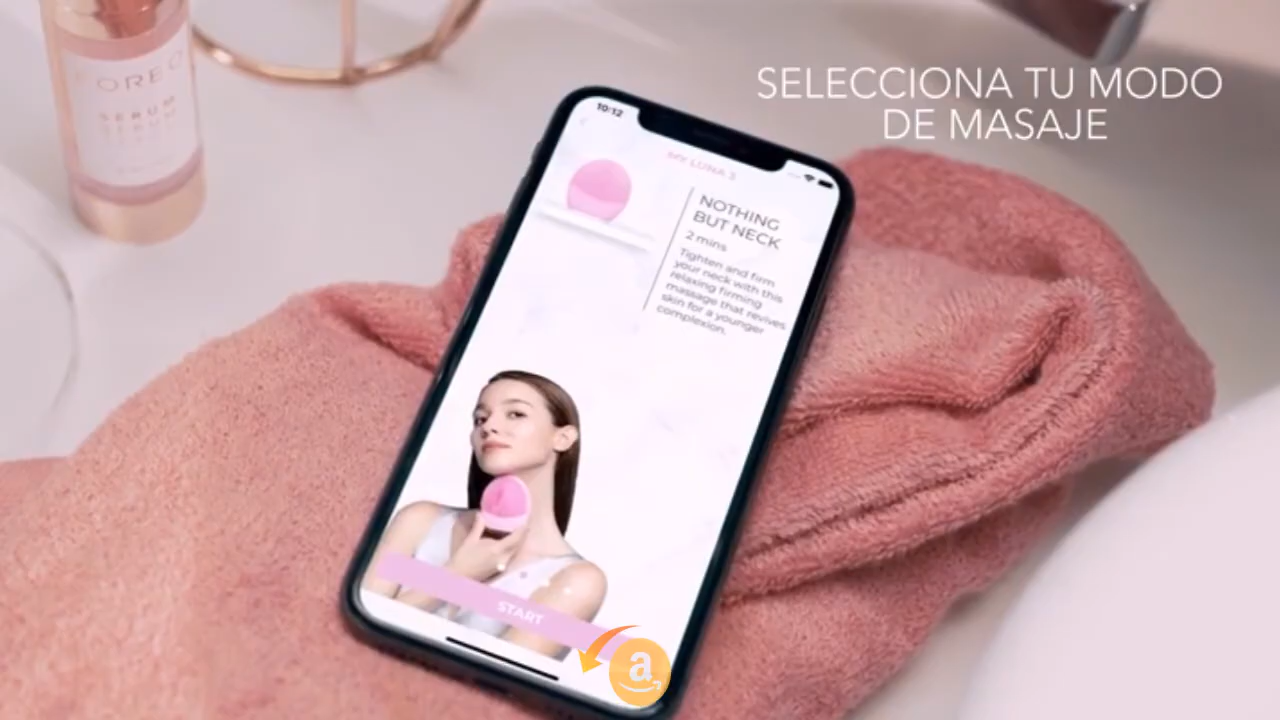 SELECCIONA TU MODO
DE MASAJE
FOREO
SERUM
SERUM
10:12
MY LUNA 3
NOTHING
BUT NECK
2 mins
Tighten and firm
your neck with this
relaxing firming
massage that revives
skin for a younger
complexion.
START
a